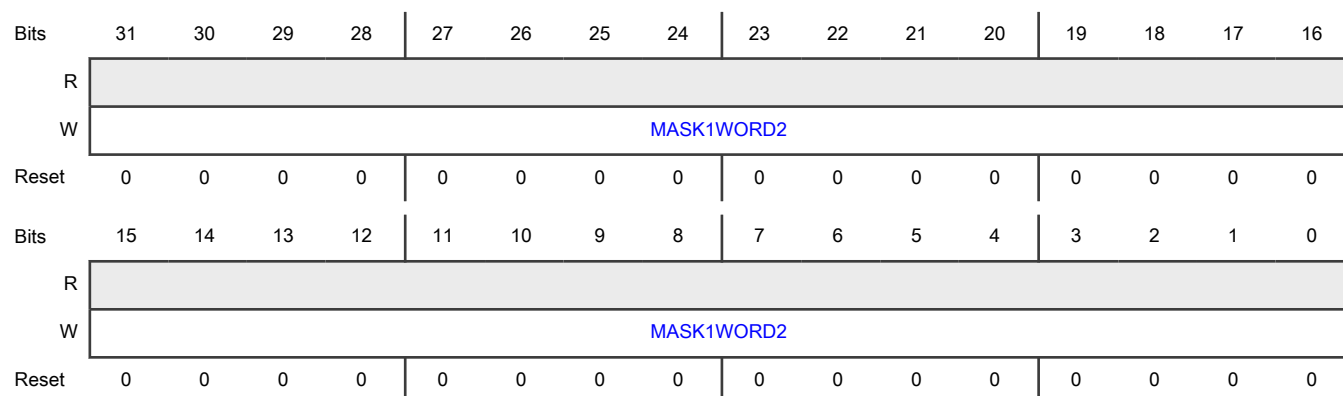 Bits 31 30 29 28 27 26 25 24 23 22 21 20 19 18 17 16
R
W MASK1WORD2
Reset 0 0 0 0 0 0 0 0 0 0 0 0 0 0 0 0
Bits 15 14 13 12 11 10 9 8 7 6 5 4 3 2 1 0
R
W MASK1WORD2
Reset 0 0 0 0 0 0 0 0 0 0 0 0 0 0 0 0